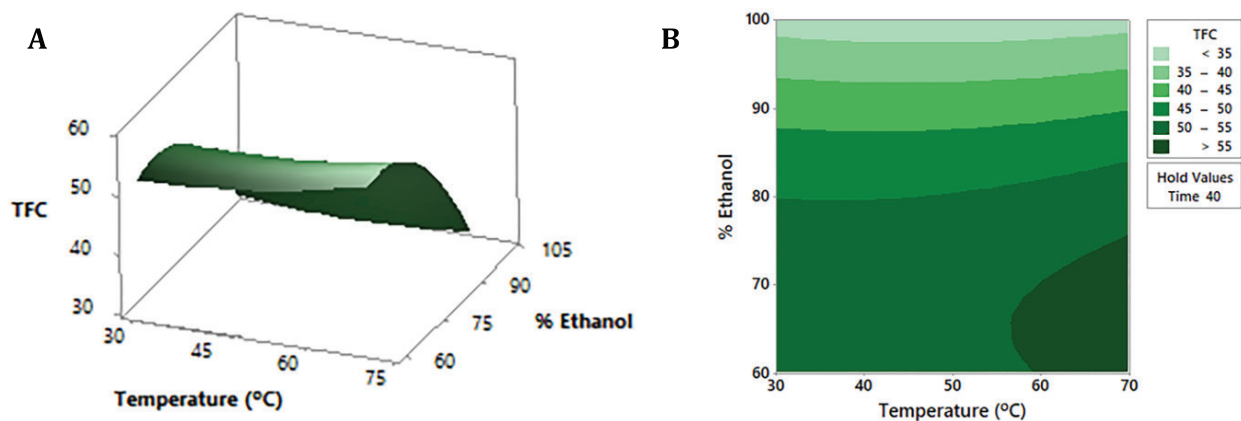 A
60
50
40
30
TFC
30
45
60
75
Temperature (ºC)
60
75
90
105
% Ethanol
B
100
90
80
70
60
% Ethanol
30
40
50
60
70
Temperature (ºC)
TFC
< 35
35 – 40
40 – 45
45 – 50
50 – 55
> 55
Hold Values
Time 40